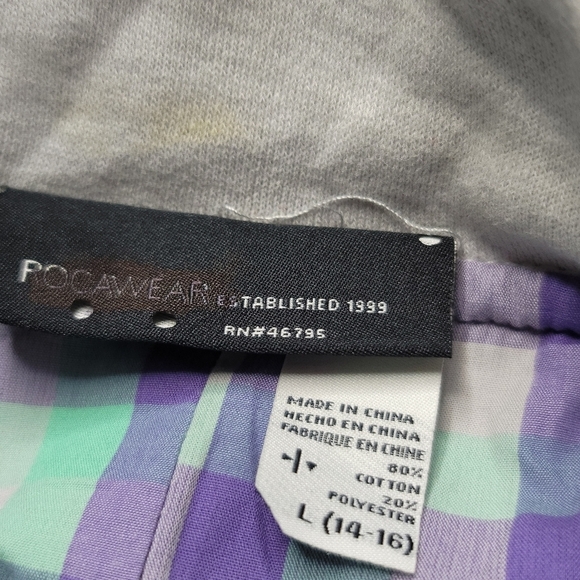 ROCAWEAR ESTABLISHED 1999
RN#46795
MADE IN CHINA
HECHO EN CHINA
FABRIQUE EN CHINE
80%
COTTON
20%
POLYESTER
L (14-16)